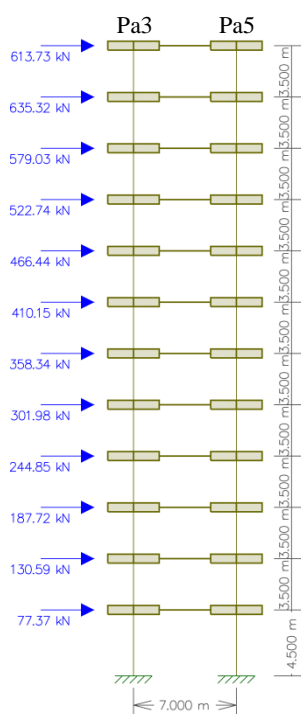 Pa3 Pa5
613.73 kN
635.32 kN
579.03 kN
522.74 kN
466.44 kN
410.15 kN
358.34 kN
301.98 kN
244.85 kN
187.72 kN
130.59 kN
77.37 kN
3.500 m
3.500 m
3.500 m
3.500 m
3.500 m
3.500 m
3.500 m
3.500 m
3.500 m
3.500 m
3.500 m
4.500 m
7.000 m